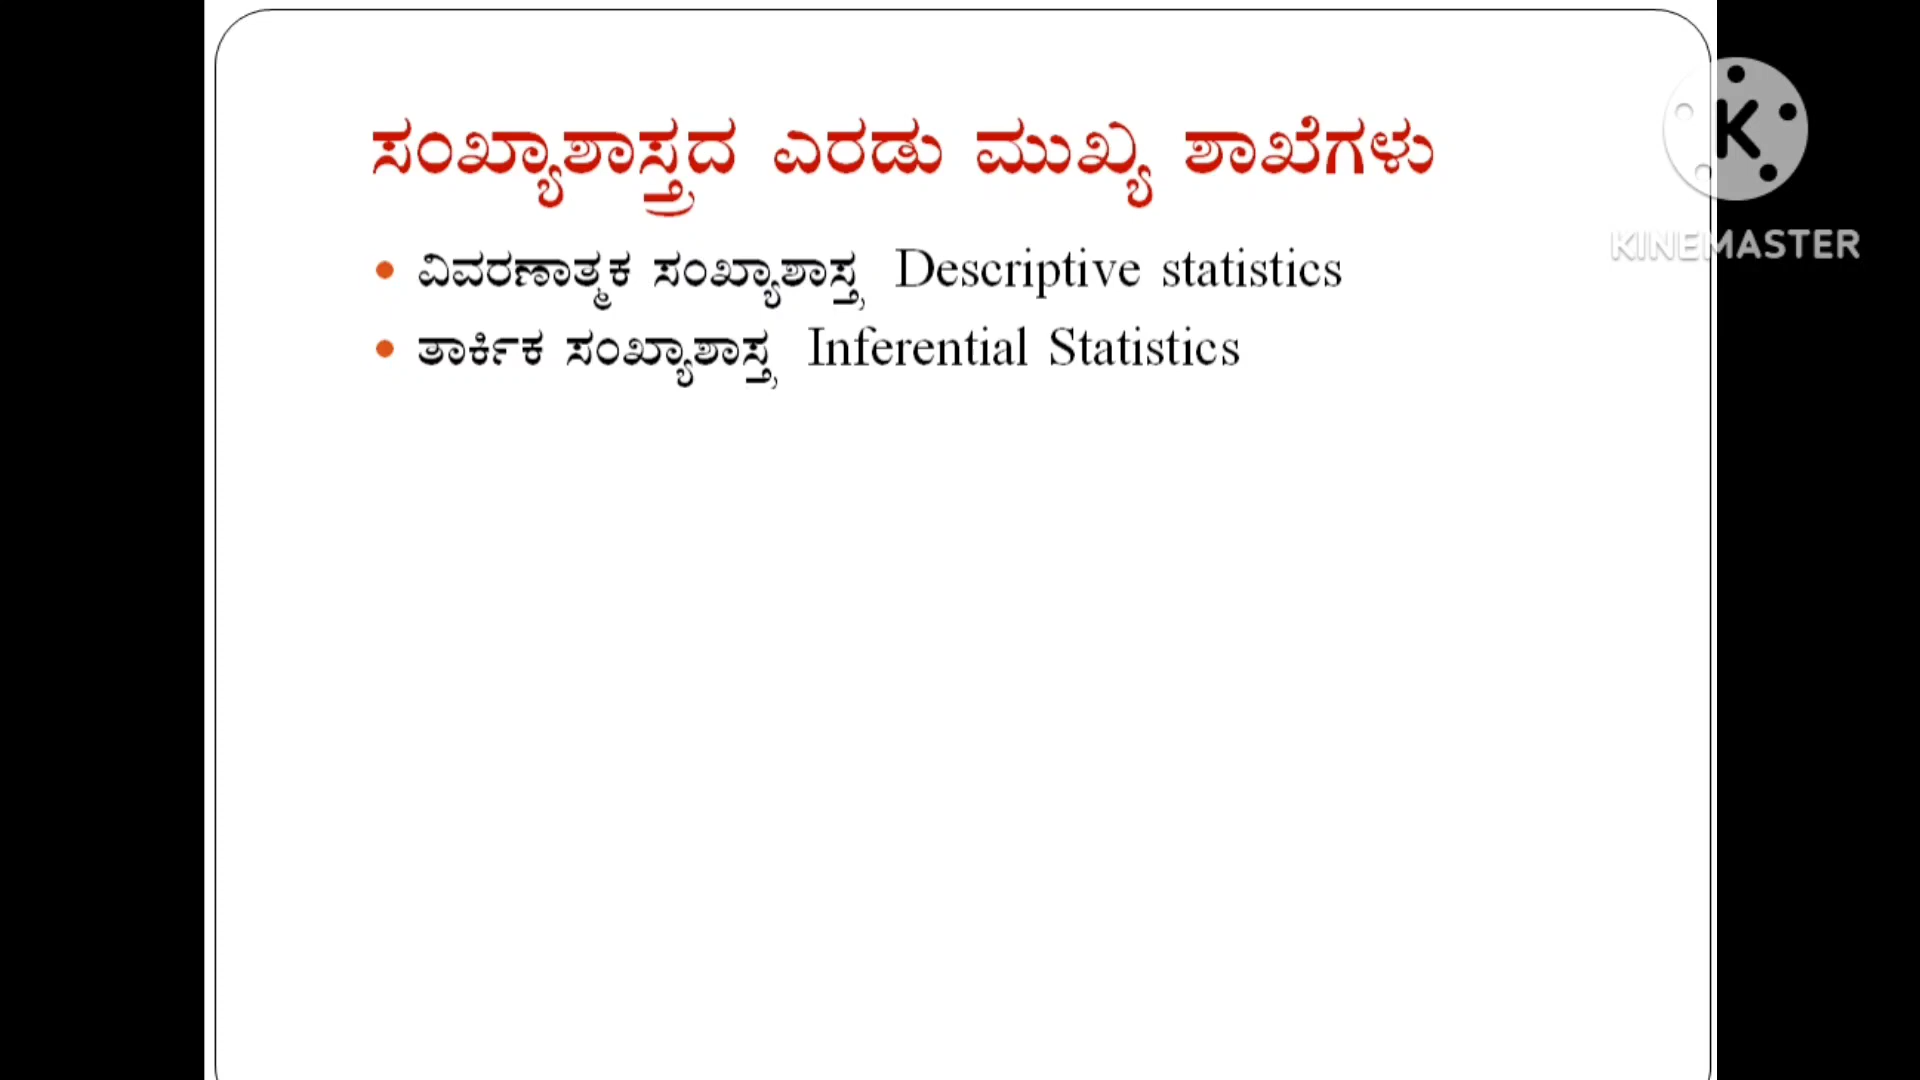 ಸಂಖ್ಯಾಶಾಸ್ತ್ರದ ಎರಡು ಮುಖ್ಯ ಶಾಖೆಗಳು
• ವಿವರಣಾತ್ಮಕ ಸಂಖ್ಯಾಶಾಸ್ತ್ರ Descriptive statistics
• ತಾರ್ಕಿಕ ಸಂಖ್ಯಾಶಾಸ್ತ್ರ Inferential Statistics
K
KINEMASTER